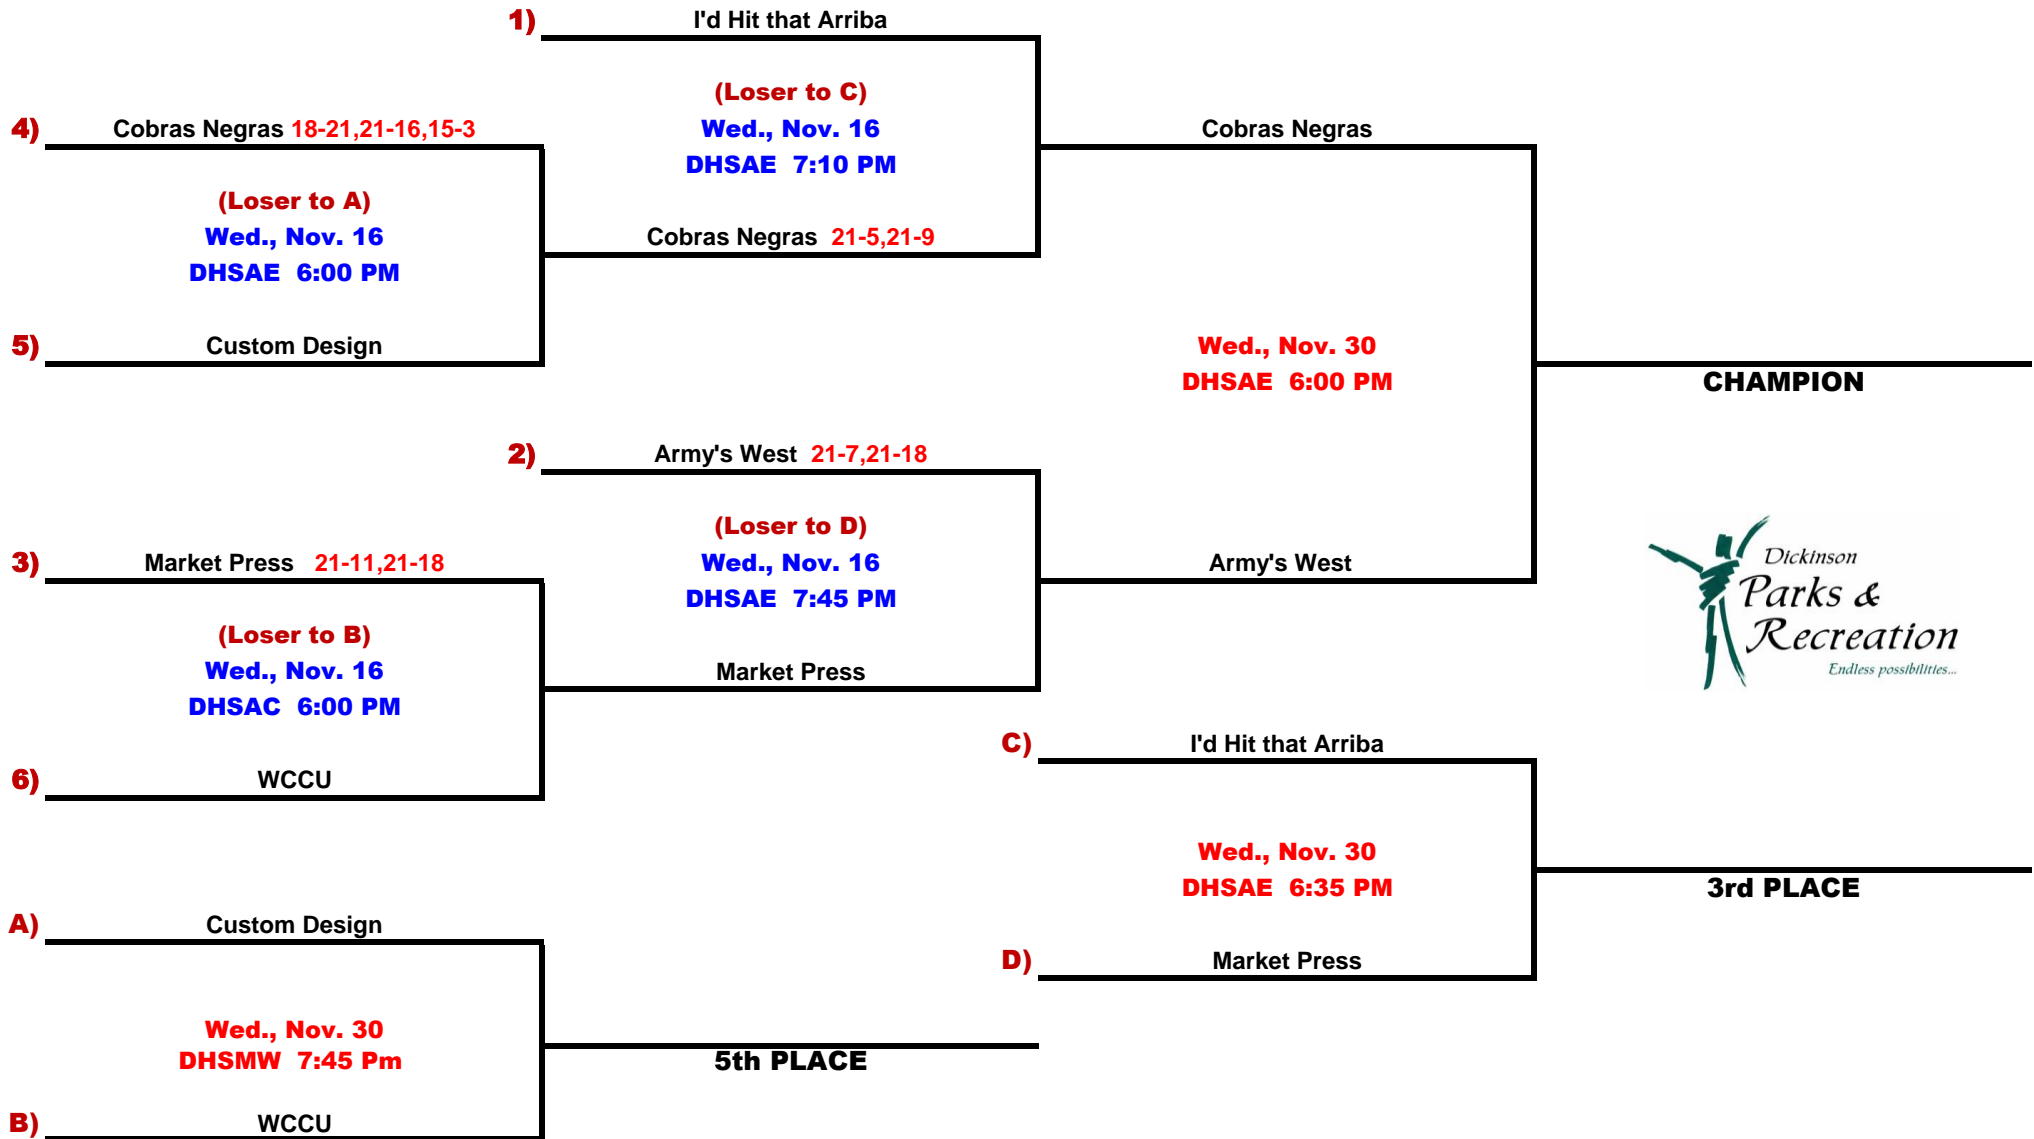 1) I'd Hit that Arriba
(Loser to C)
4) Cobras Negras 18-21,21-16,15-3
Wed., Nov. 16
Cobras Negras
DHSAE 7:10 PM
(Loser to A)
Wed., Nov. 16
Cobras Negras 21-5,21-9
DHSAE 6:00 PM
5) Custom Design
Wed., Nov. 30
DHSAE 6:00 PM
CHAMPION
2) Army's West 21-7,21-18
(Loser to D)
3) Market Press 21-11,21-18
Wed., Nov. 16
Army's West
DHSAE 7:45 PM
Dickinson
Parks &
Recreation
Endless possibilities...
(Loser to B)
Wed., Nov. 16
Market Press
DHSAC 6:00 PM
C) I'd Hit that Arriba
6) WCCU
Wed., Nov. 30
DHSAE 6:35 PM
3rd PLACE
A) Custom Design
D) Market Press
Wed., Nov. 30
DHSMW 7:45 Pm
5th PLACE
B) WCCU